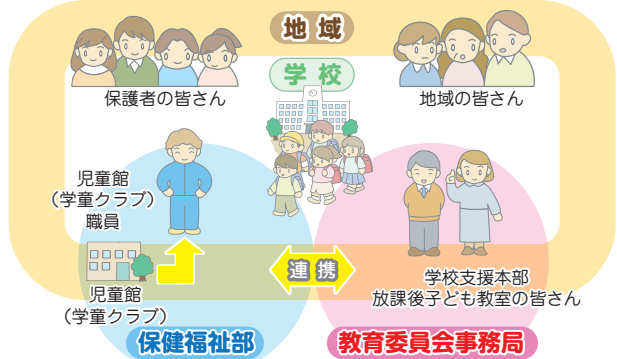 地域
学校
保護者の皆さん
地域の皆さん
児童館
（学童クラブ）
職員
児童館
（学童クラブ）
連携
学校支援本部
放課後子ども教室の皆さん
保健福祉部
教育委員会事務局